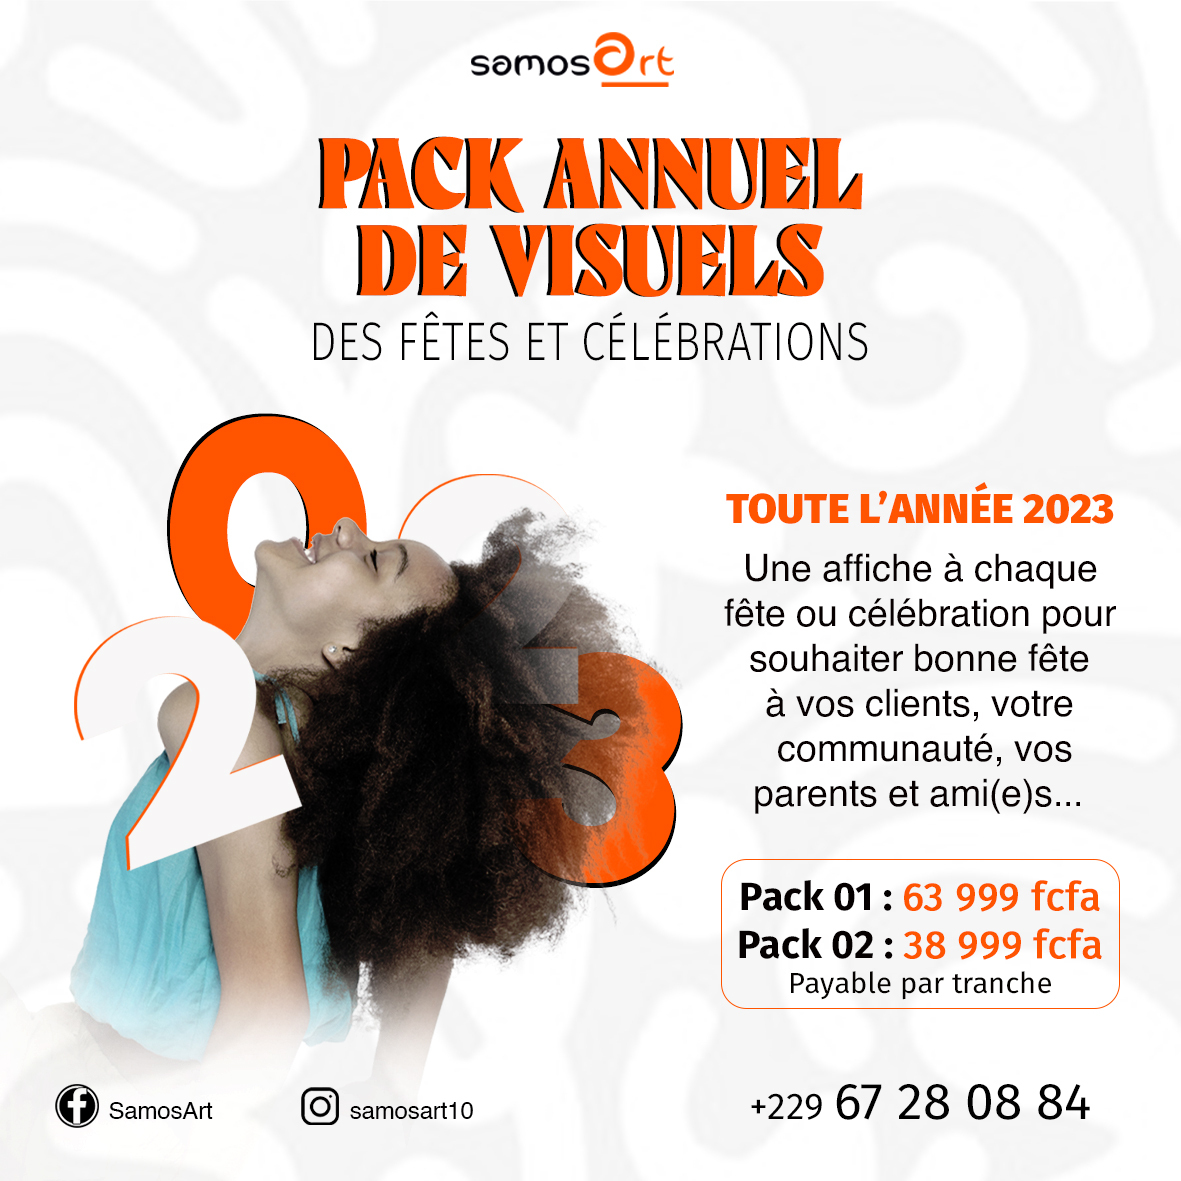 samosart
PACK ANNUEL
DE VISUELS
DES FÊTES ET CÉLÉBRATIONS
2023
TOUTE L'ANNÉE 2023
Une affiche à chaque
fête ou célébration pour
souhaiter bonne fête
à vos clients, votre
communauté, vos
parents et ami(e)s...
Pack 01 : 63 999 fcfa
Pack 02 : 38 999 fcfa
Payable par tranche
SamosArt
samosart10
+229 67 28 08 84